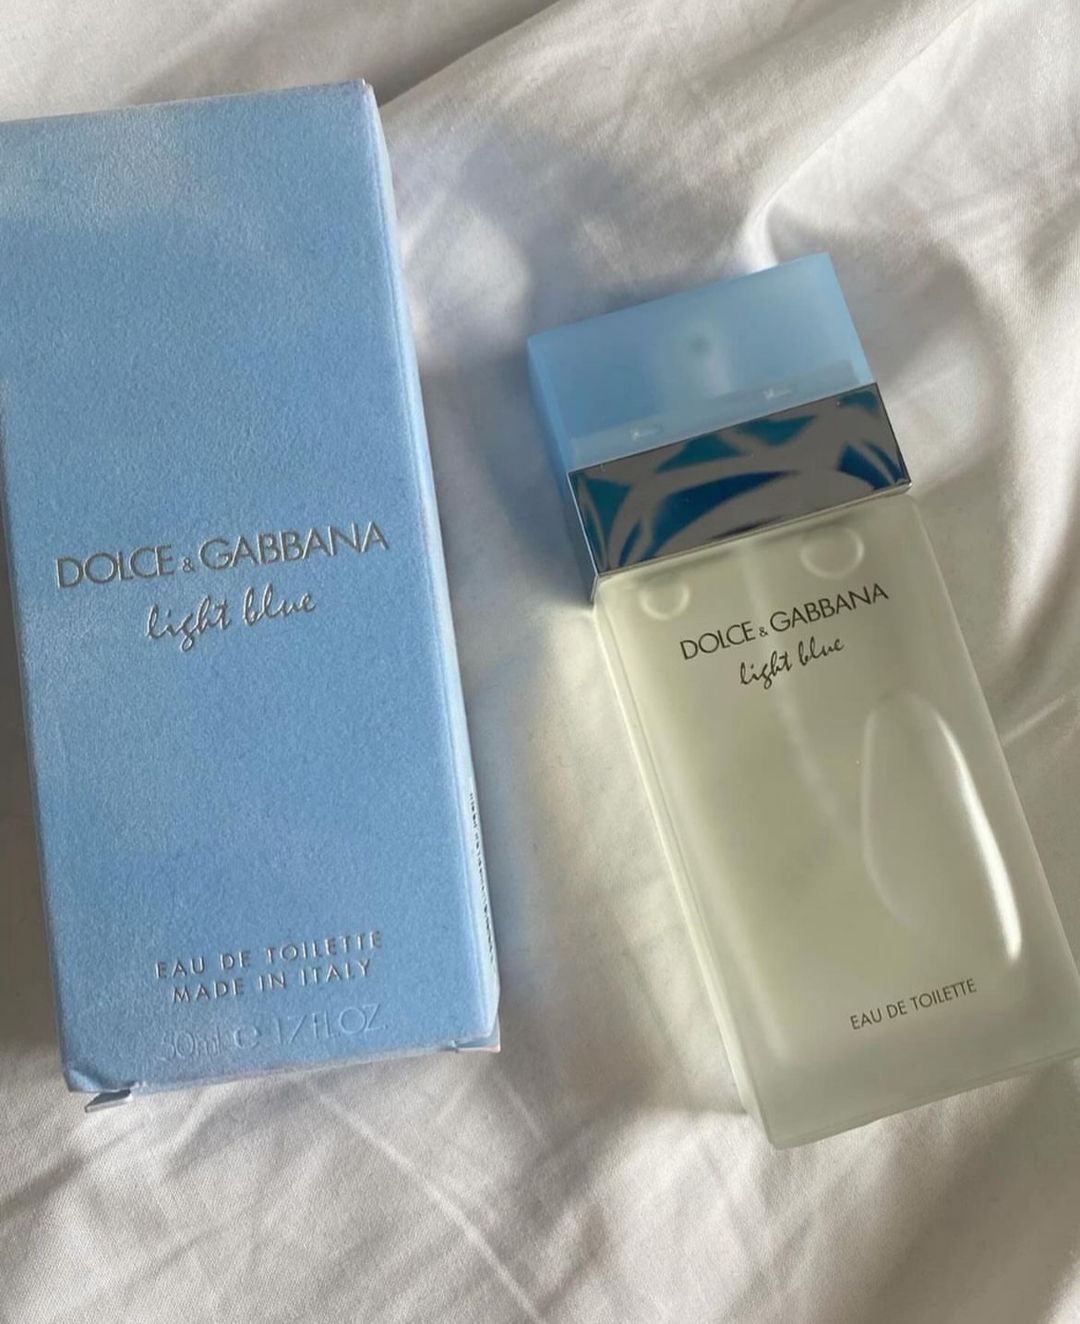 DOLCE & GABBANA
light blue
EAU DE TOILETTE
MADE IN ITALY
50ml e 1.7 FL.OZ.
DOLCE & GABBANA
light blue
EAU DE TOILETTE